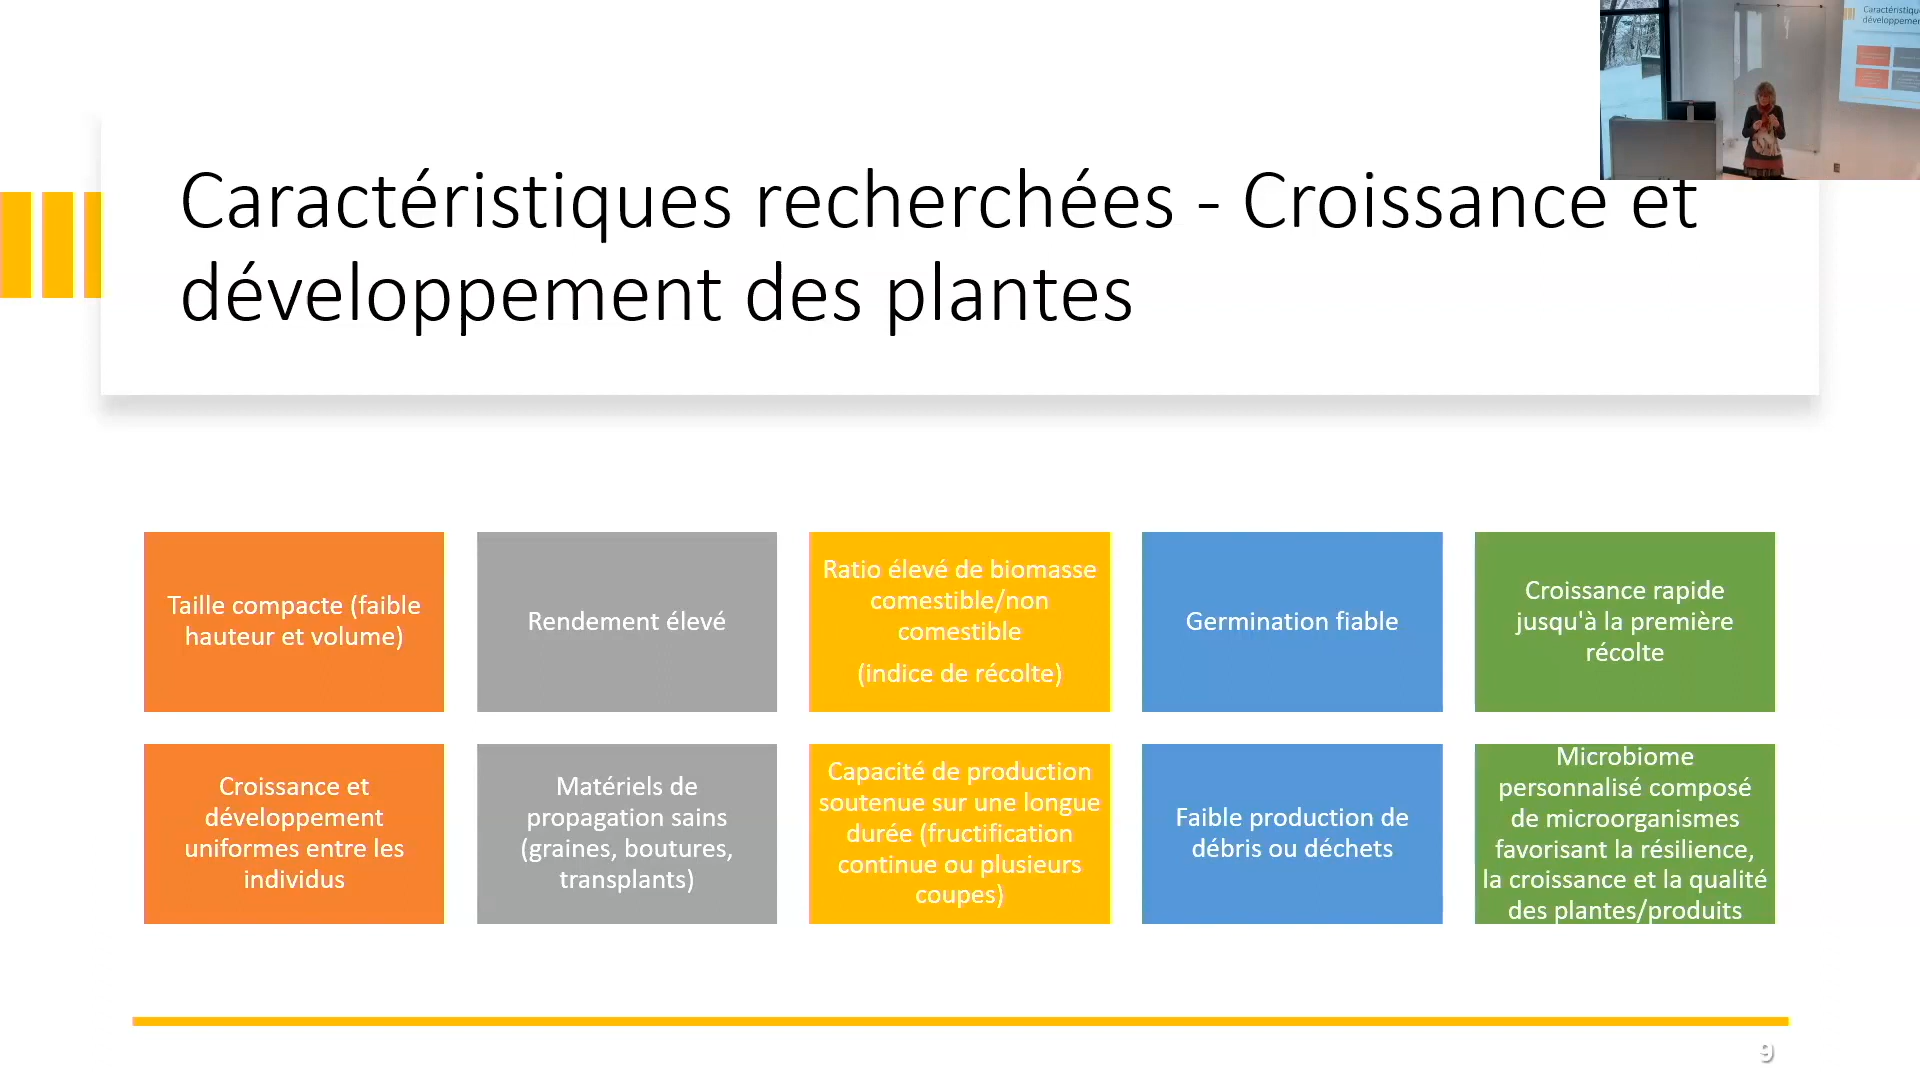 Caractéristiques recherchées - Croissance et
développement des plantes
Taille compacte (faible
hauteur et volume)
Rendement élevé
Ratio élevé de biomasse
comestible/non
comestible
(indice de récolte)
Germination fiable
Croissance rapide
jusqu'à la première
récolte
Croissance et
développement
uniformes entre les
individus
Matériels de
propagation sains
(graines, boutures,
transplants)
Capacité de production
soutenue sur une longue
durée (fructification
continue ou plusieurs
coupes)
Faible production de
débris ou déchets
Microbiome
personnalisé composé
de microorganismes
favorisant la résilience,
la croissance et la qualité
des plantes/produits
9